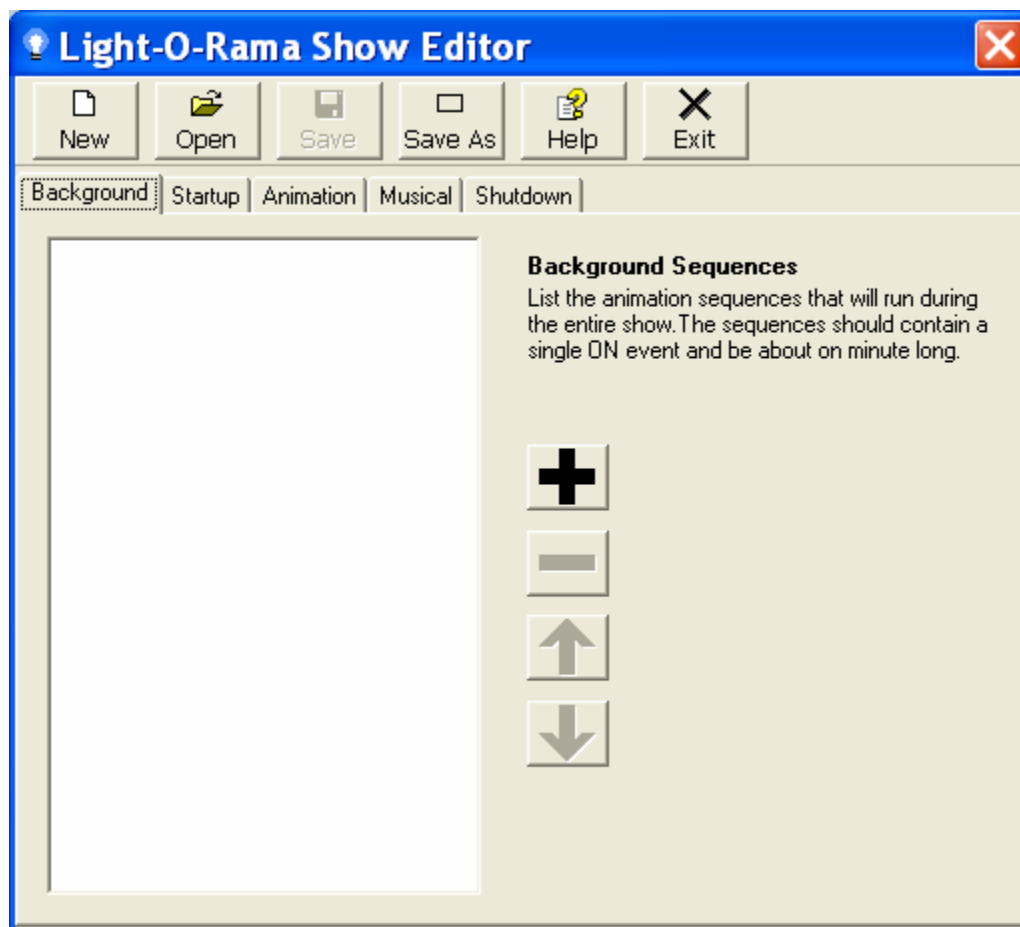 Light-O-Rama Show Editor
New Open Save Save As Help Exit
Background Startup Animation Musical Shutdown
Background Sequences
List the animation sequences that will run during
the entire show.The sequences should contain a
single ON event and be about on minute long.